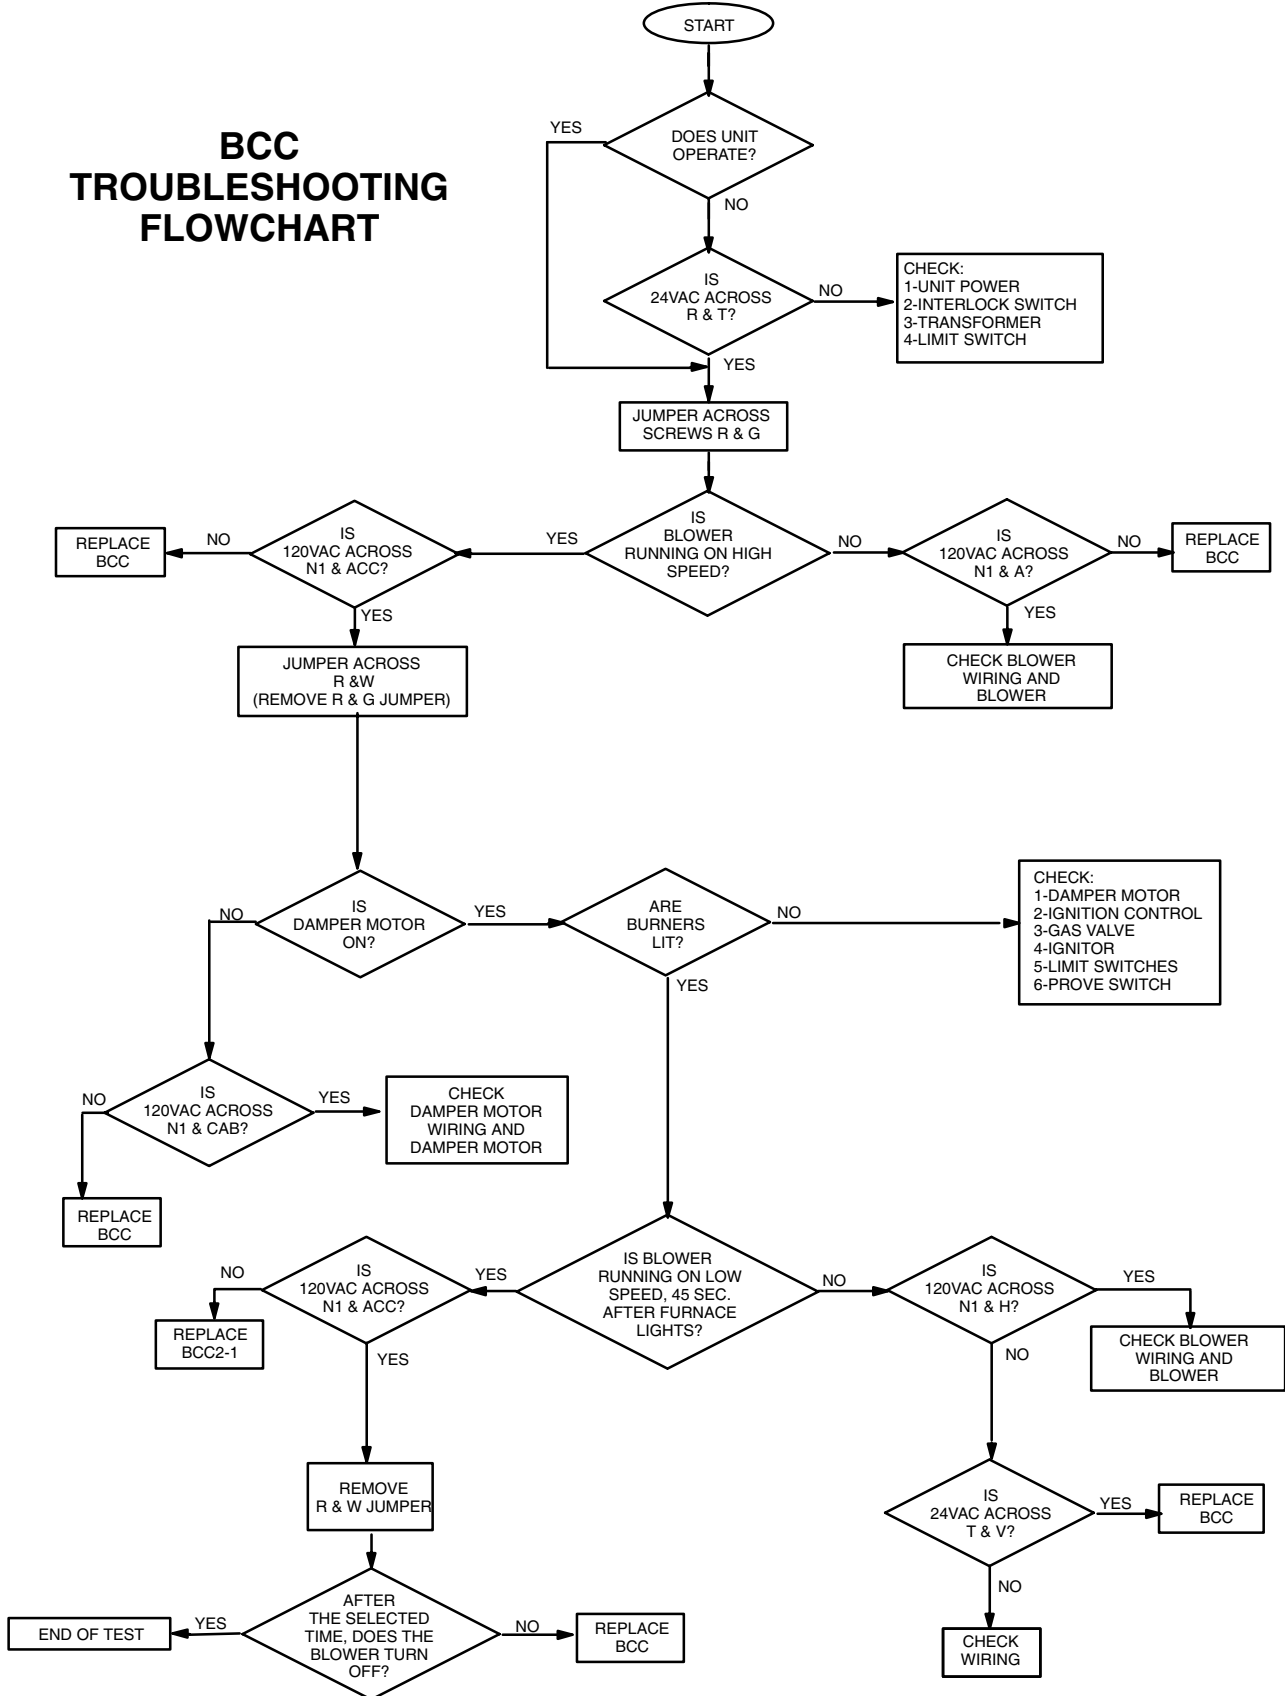 START
BCC
TROUBLESHOOTING
FLOWCHART
YES
DOES UNIT
OPERATE?
NO
IS
24VAC ACROSS
R & T?
NO
CHECK:
1-UNIT POWER
2-INTERLOCK SWITCH
3-TRANSFORMER
4-LIMIT SWITCH
YES
JUMPER ACROSS
SCREWS R & G
REPLACE
BCC
NO
IS
120VAC ACROSS
N1 & ACC?
YES
IS
BLOWER
RUNNING ON HIGH
SPEED?
NO
IS
120VAC ACROSS
N1 & A?
NO
REPLACE
BCC
YES
YES
JUMPER ACROSS
R &W
(REMOVE R & G JUMPER)
CHECK BLOWER
WIRING AND
BLOWER
NO
IS
DAMPER MOTOR
ON?
YES
ARE
BURNERS
LIT?
NO
CHECK:
1-DAMPER MOTOR
2-IGNITION CONTROL
3-GAS VALVE
4-IGNITOR
5-LIMIT SWITCHES
6-PROVE SWITCH
YES
NO
IS
120VAC ACROSS
N1 & CAB?
YES
CHECK
DAMPER MOTOR
WIRING AND
DAMPER MOTOR
REPLACE
BCC
NO
IS
120VAC ACROSS
N1 & ACC?
YES
IS BLOWER
RUNNING ON LOW
SPEED, 45 SEC.
AFTER FURNACE
LIGHTS?
NO
IS
120VAC ACROSS
N1 & H?
YES
REPLACE
BCC2-1
YES
NO
CHECK BLOWER
WIRING AND
BLOWER
REMOVE
R & W JUMPER
IS
24VAC ACROSS
T & V?
YES
REPLACE
BCC
NO
END OF TEST
YES
AFTER
THE SELECTED
TIME, DOES THE
BLOWER TURN
OFF?
NO
REPLACE
BCC
CHECK
WIRING